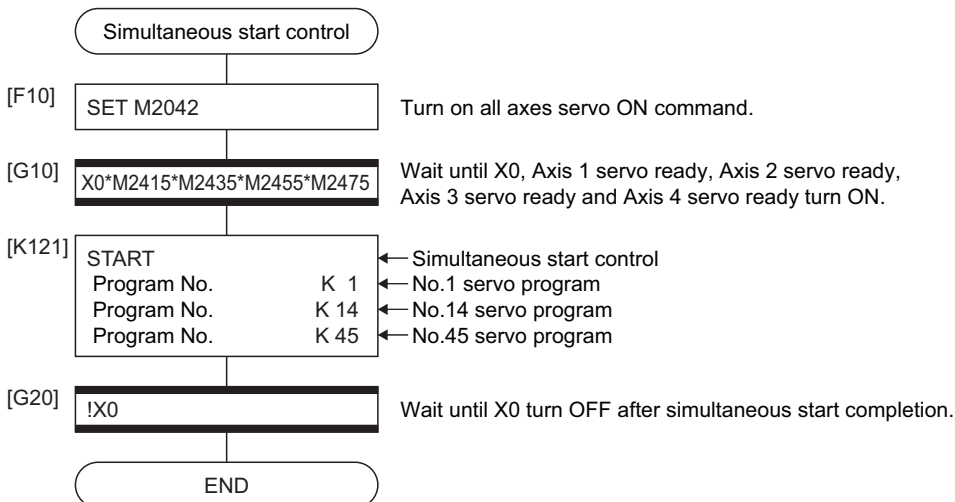 Simultaneous start control
[F10]
SET M2042
Turn on all axes servo ON command.
[G10]
X0*M2415*M2435*M2455*M2475
Wait until X0, Axis 1 servo ready, Axis 2 servo ready,
Axis 3 servo ready and Axis 4 servo ready turn ON.
[K121]
START
Simultaneous start control
Program No. K 1
No.1 servo program
Program No. K 14
No.14 servo program
Program No. K 45
No.45 servo program
[G20]
!X0
Wait until X0 turn OFF after simultaneous start completion.
END